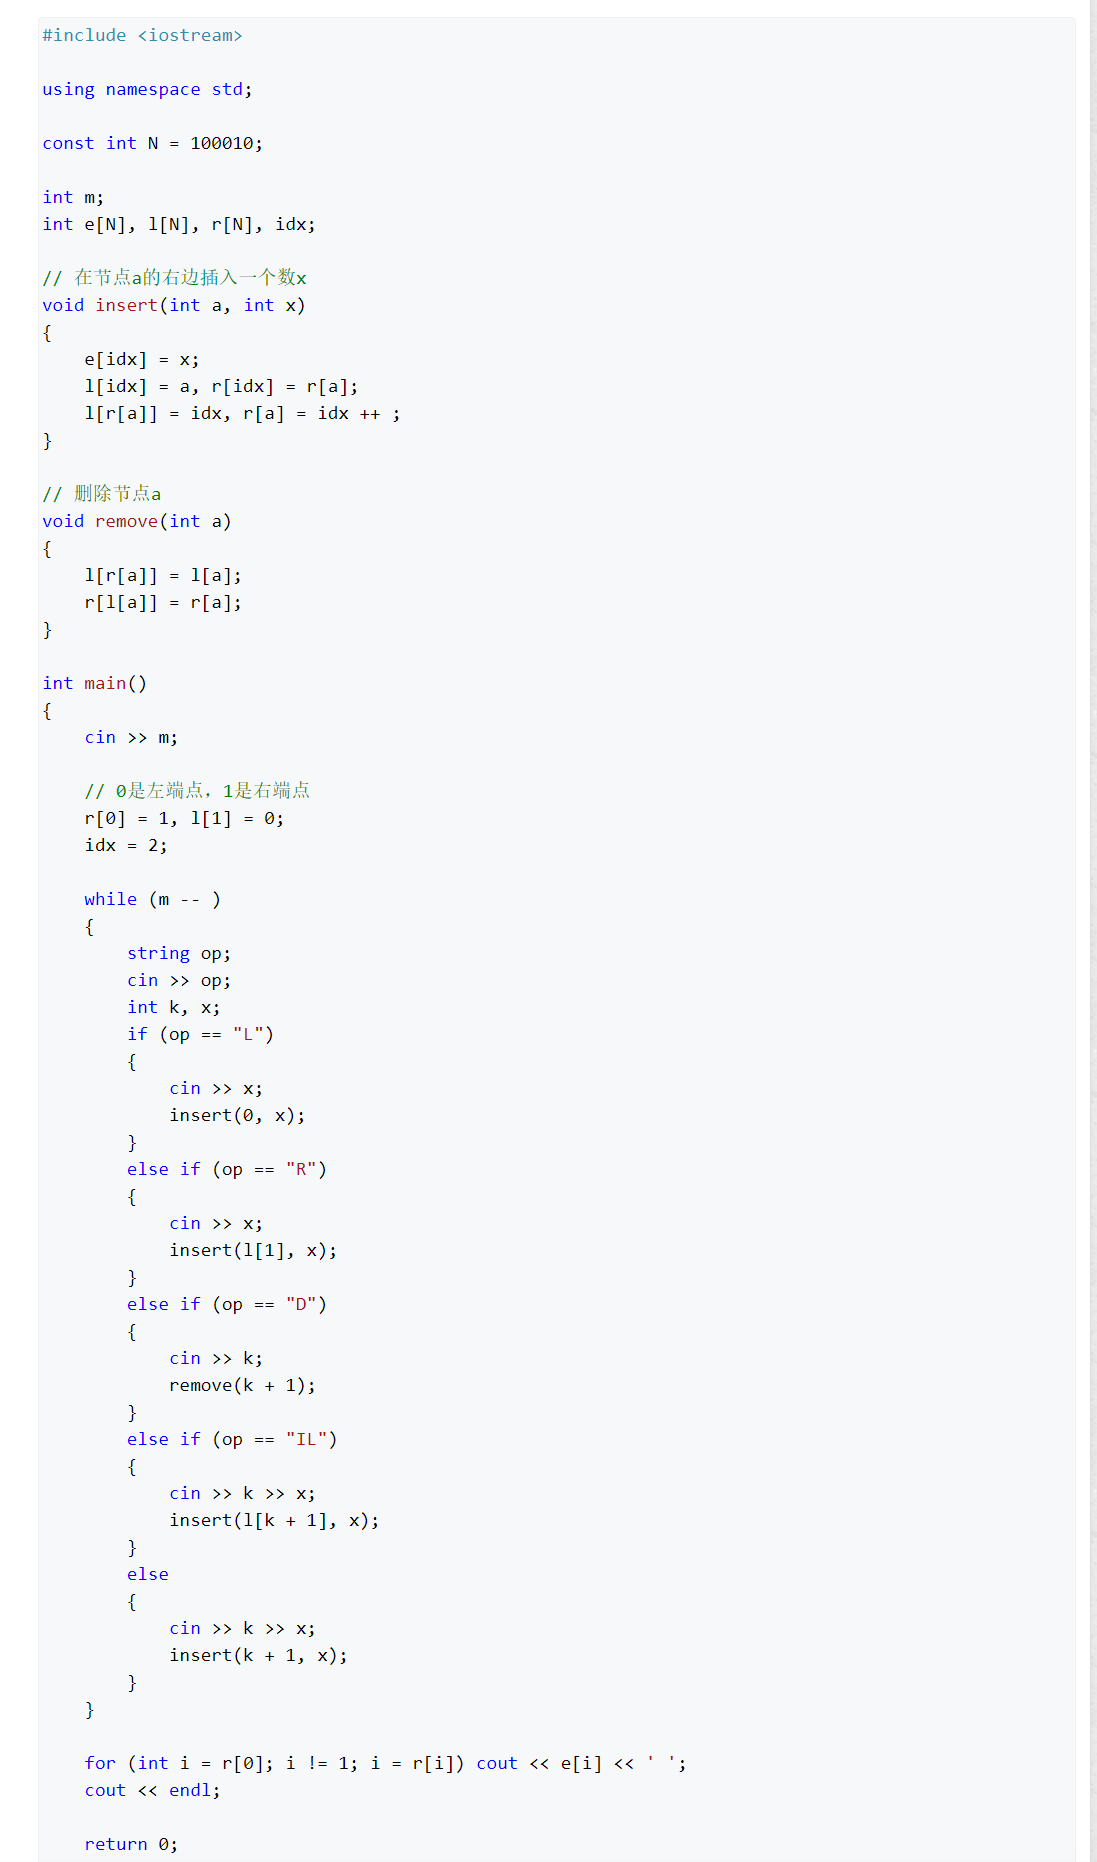 #include <iostream>
using namespace std;
const int N = 100010;
int m;
int e[N], l[N], r[N], idx;
// 在节点a的右边插入一个数x
void insert(int a, int x)
{
    e[idx] = x;
    l[idx] = a, r[idx] = r[a];
    l[r[a]] = idx, r[a] = idx ++ ;
}
// 删除节点a
void remove(int a)
{
    l[r[a]] = l[a];
    r[l[a]] = r[a];
}
int main()
{
    cin >> m;
    // 0是左端点，1是右端点
    r[0] = 1, l[1] = 0;
    idx = 2;
    while (m -- )
    {
        string op;
        cin >> op;
        int k, x;
        if (op == "L")
        {
            cin >> x;
            insert(0, x);
        }
        else if (op == "R")
        {
            cin >> x;
            insert(l[1], x);
        }
        else if (op == "D")
        {
            cin >> k;
            remove(k + 1);
        }
        else if (op == "IL")
        {
            cin >> k >> x;
            insert(l[k + 1], x);
        }
        else
        {
            cin >> k >> x;
            insert(k + 1, x);
        }
    }
    for (int i = r[0]; i != 1; i = r[i]) cout << e[i] << ' ';
    cout << endl;
    return 0;